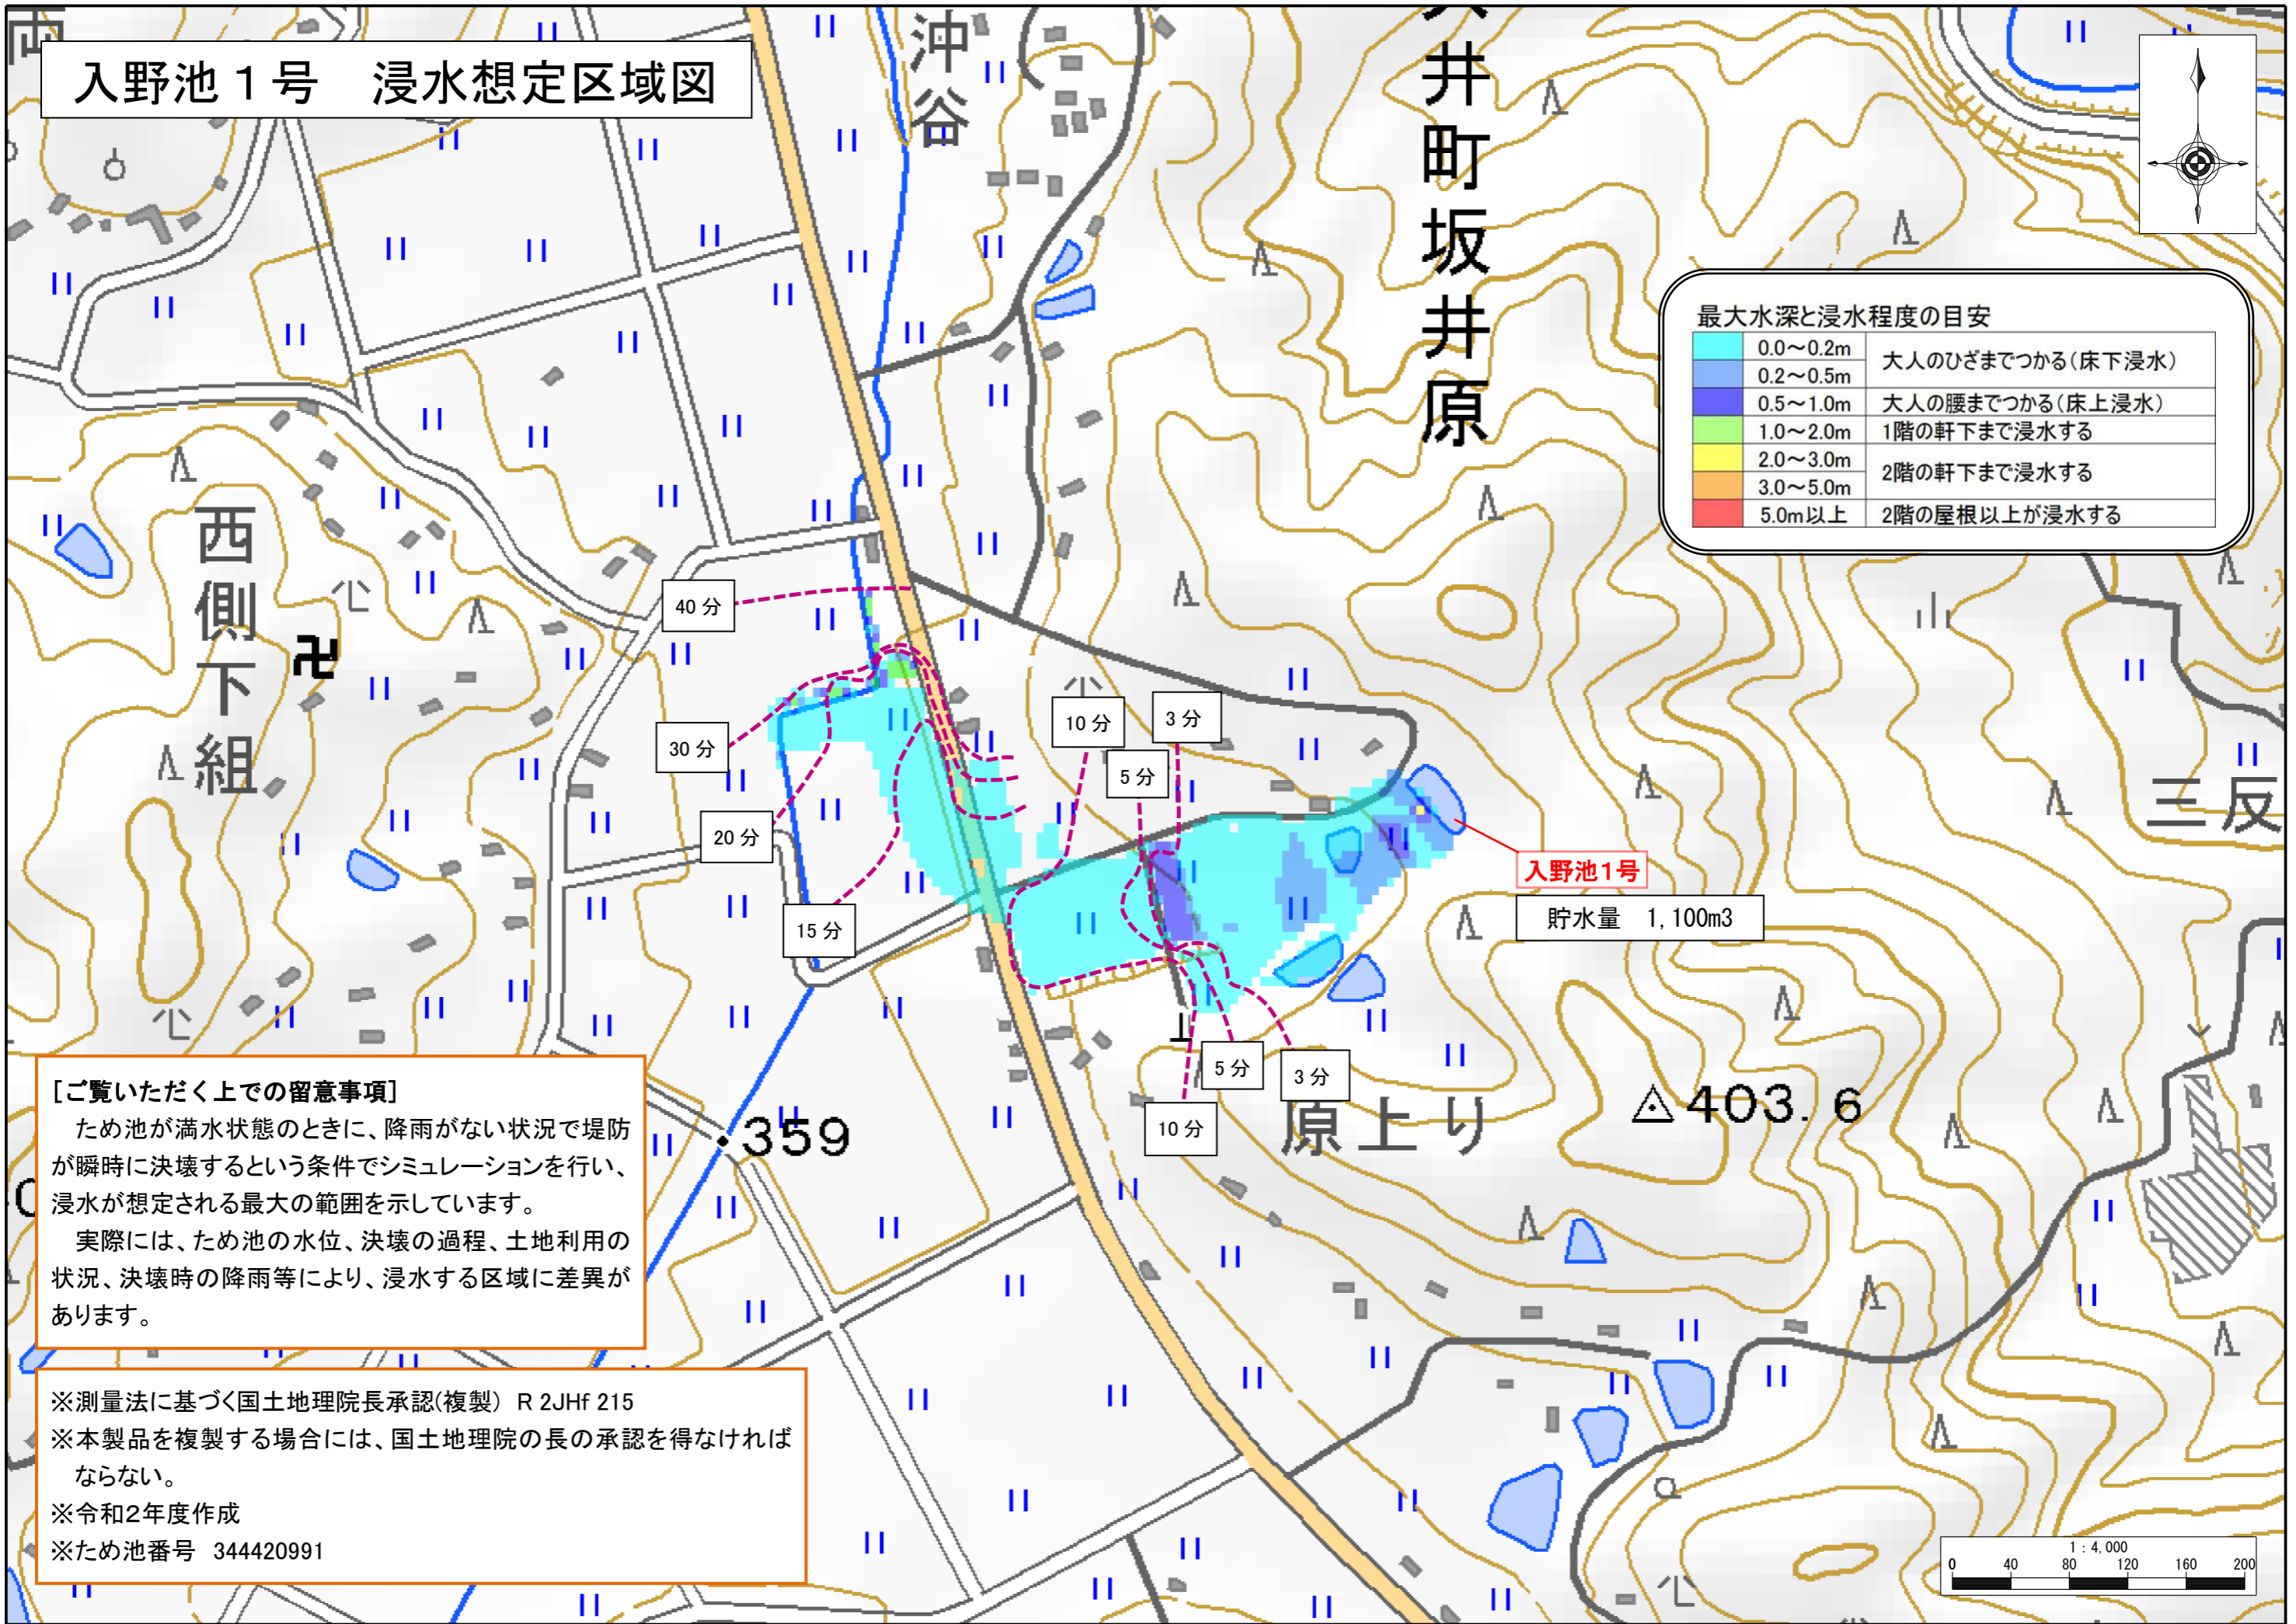 入野池１号　浸水想定区域図
沖谷
井町坂井原
最大水深と浸水程度の目安
0.0～0.2m
大人のひざまでつかる(床下浸水)
0.2～0.5m
0.5～1.0m 大人の腰までつかる(床上浸水)
1.0～2.0m 1階の軒下まで浸水する
2.0～3.0m
2階の軒下まで浸水する
3.0～5.0m
5.0m以上 2階の屋根以上が浸水する
西側下組
40 分
30 分
20 分
15 分
10 分
3 分
5 分
三反
入野池1号
貯水量　1,100m3
5 分
3 分
10 分
原上り
403.6
359
[ご覧いただく上での留意事項]
ため池が満水状態のときに、降雨がない状況で堤防
が瞬時に決壊するという条件でシミュレーションを行い、
浸水が想定される最大の範囲を示しています。
実際には、ため池の水位、決壊の過程、土地利用の
状況、決壊時の降雨等により、浸水する区域に差異が
あります。
※測量法に基づく国土地理院長承認(複製) R 2JHf 215
※本製品を複製する場合には、国土地理院の長の承認を得なければ
ならない。
※令和2年度作成
※ため池番号 344420991
1：4,000
0 40 80 120 160 200